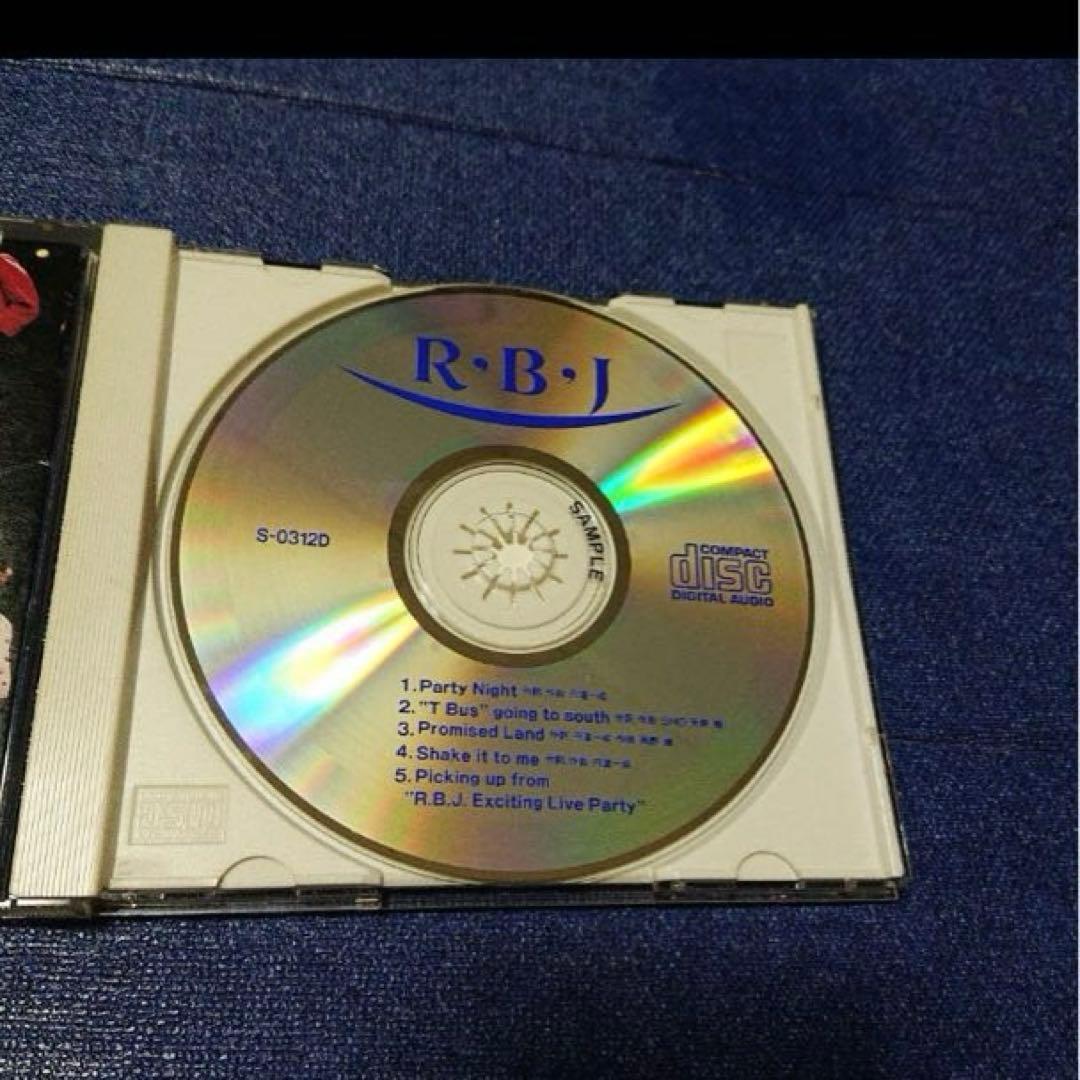 R・B・J
SAMPLE
S-0312D
COMPACT
disc
DIGITAL AUDIO
1.Party Night
2."T Bus" going to south
3.Promised Land
4.Shake it to me
5.Picking up from
"R.B.J. Exciting Live Party"